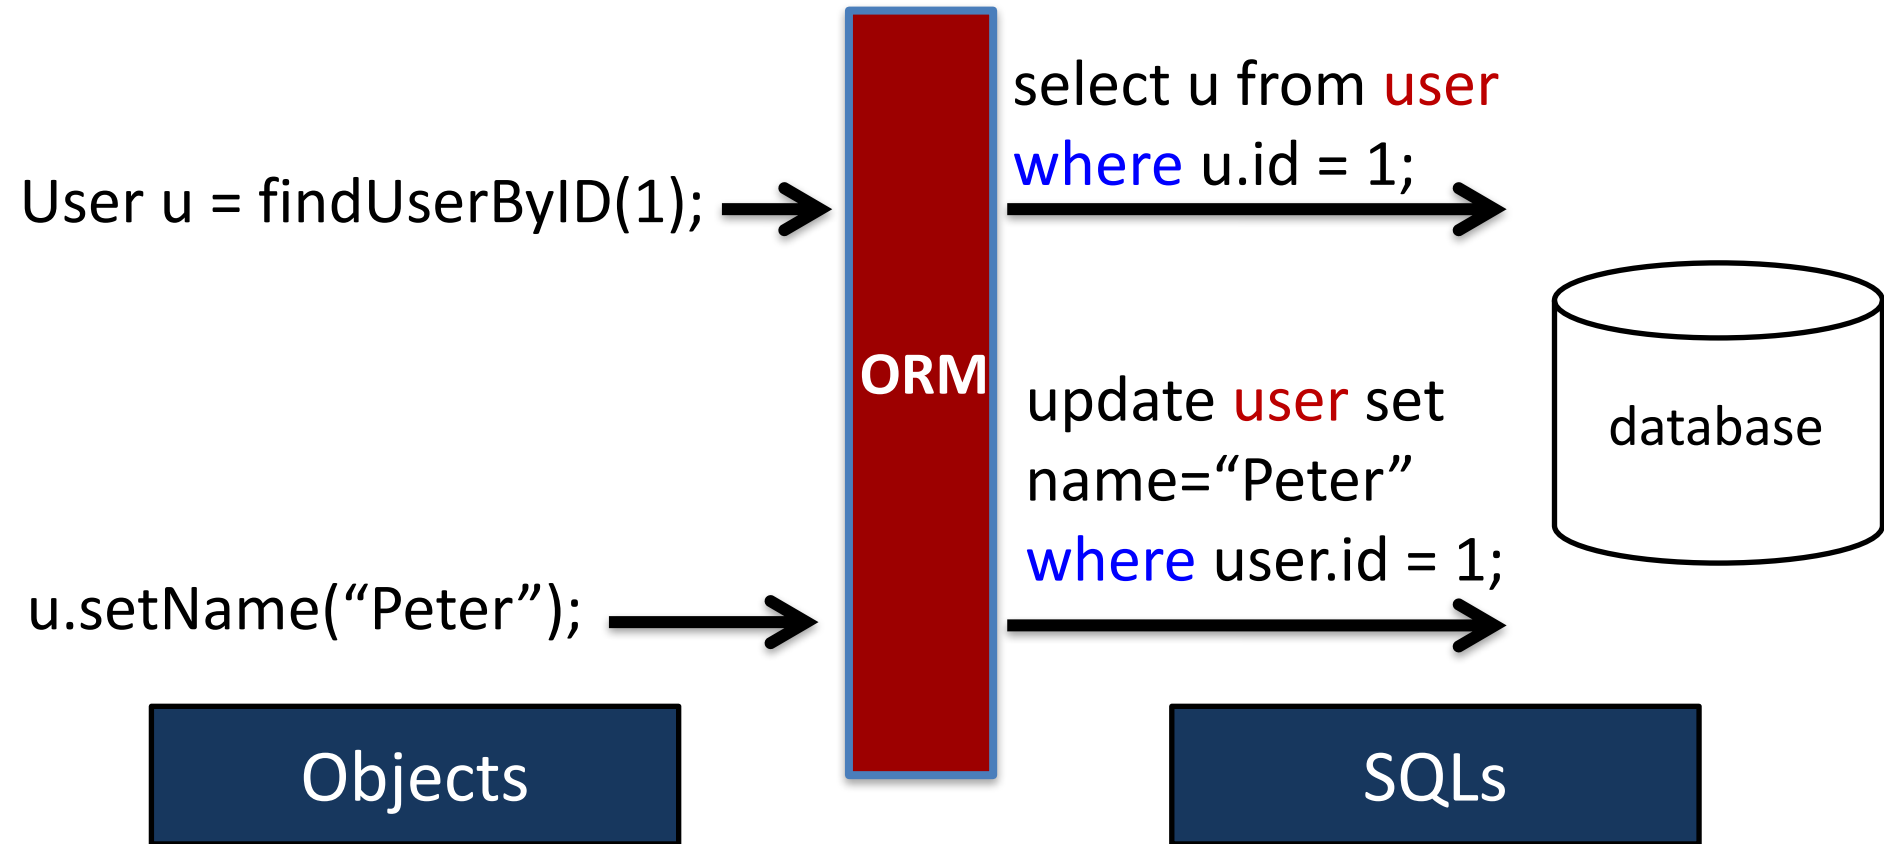 User u = findUserByID(1);
u.setName(“Peter”);
Objects
ORM
select u from user
where u.id = 1;
update user set
name=“Peter”
where user.id = 1;
SQLs
database